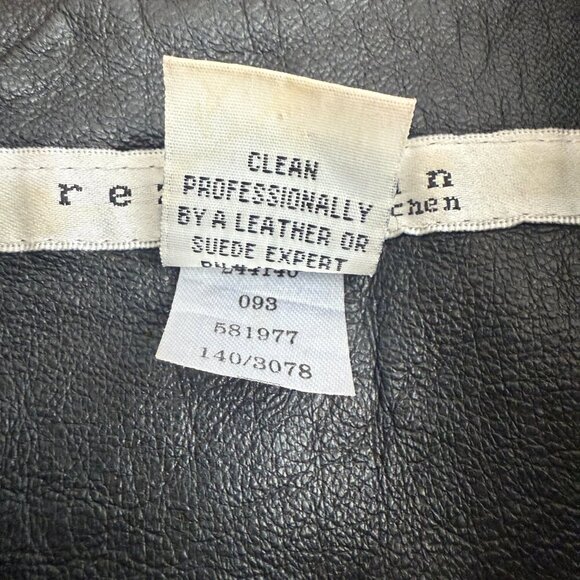 CLEAN
PROFESSIONALLY
BY A LEATHER OR
SUEDE EXPERT
093
581977
140/3078